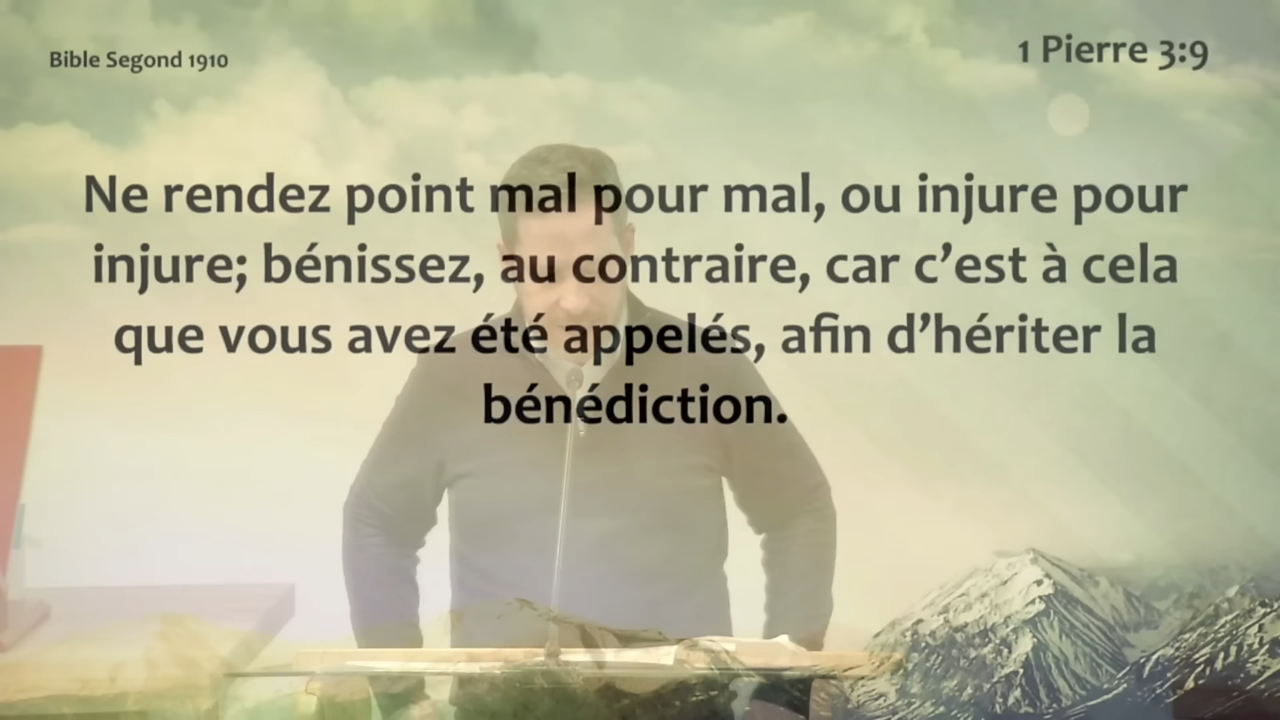 Bible Segond 1910
1 Pierre 3:9
Ne rendez point mal pour mal, ou injure pour
injure; bénissez, au contraire, car c’est à cela
que vous avez été appelés, afin d’hériter la
bénédiction.